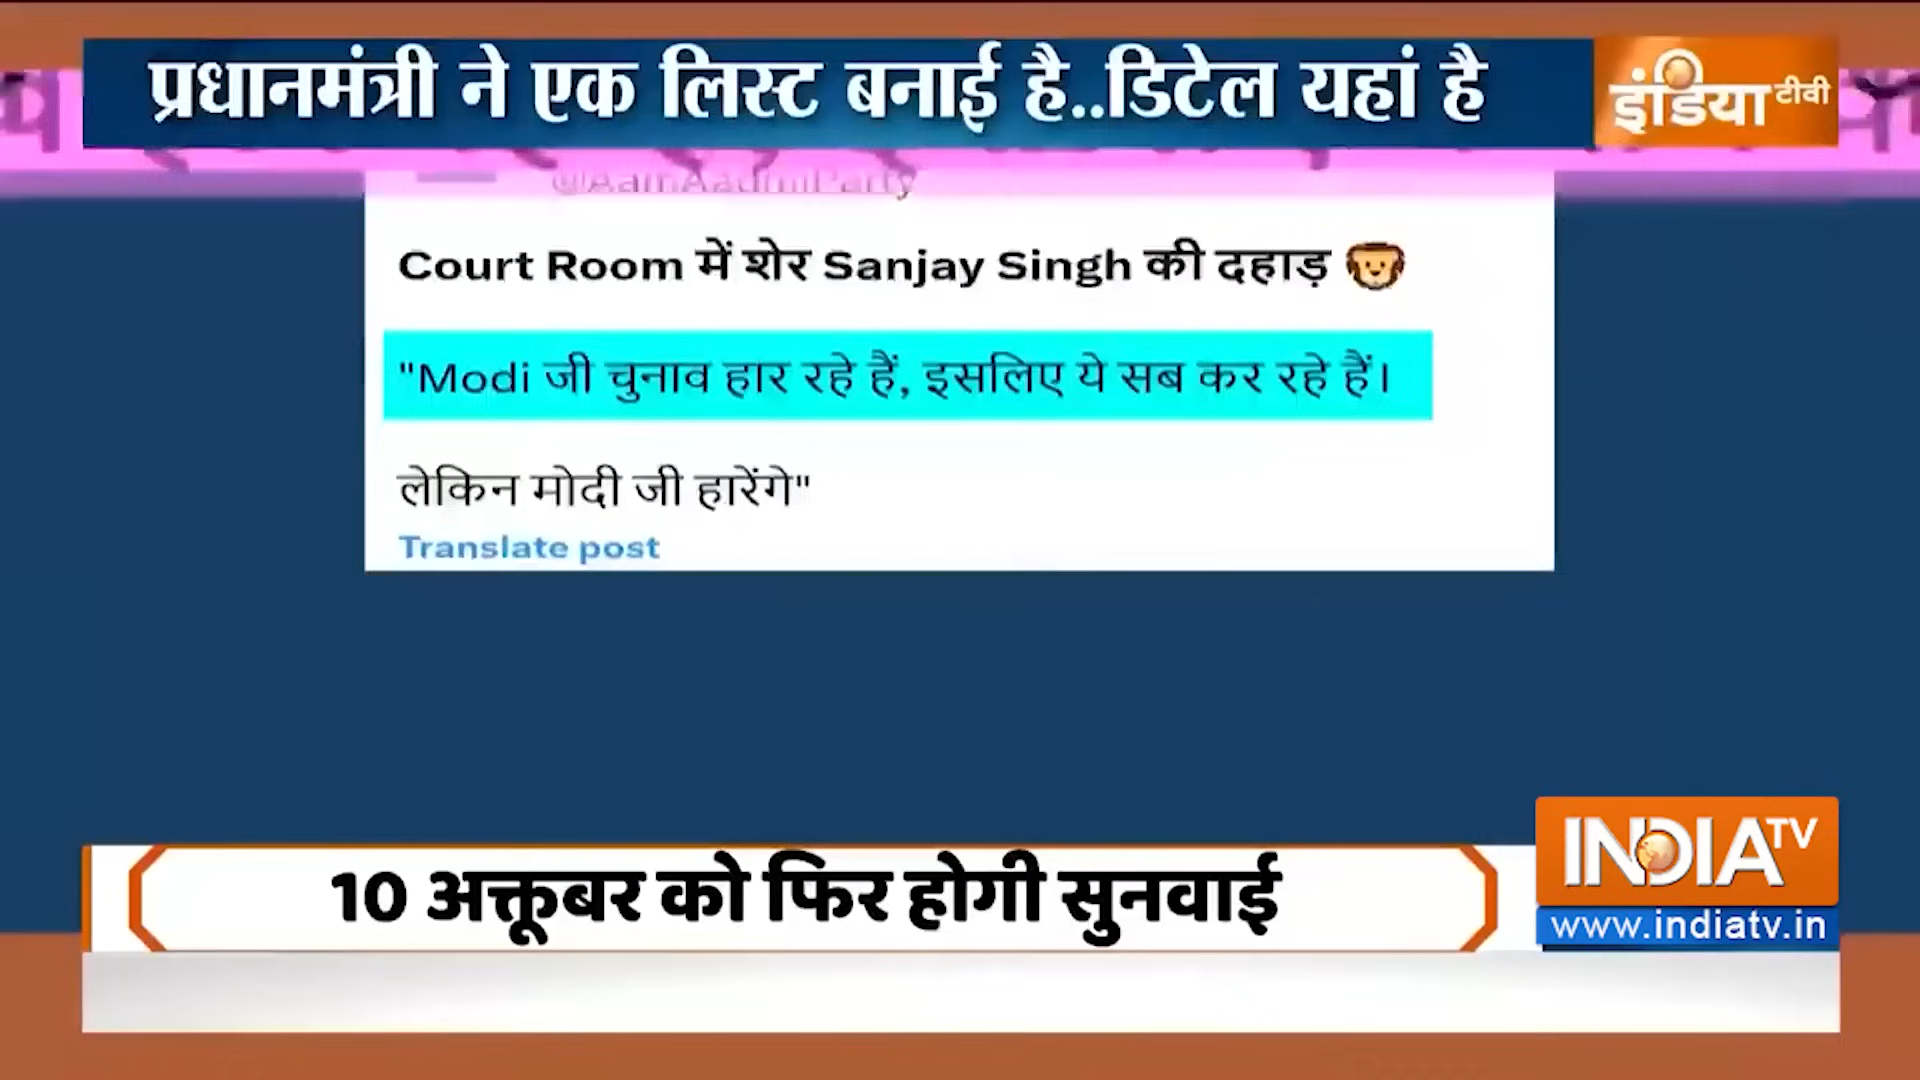 प्रधानमंत्री ने एक लिस्ट बनाई है..डिटेल यहां है
इंडिया टीवी
@AamAadmiParty
Court Room में शेर Sanjay Singh की दहाड़ 🦁
"Modi जी चुनाव हार रहे हैं, इसलिए ये सब कर रहे हैं।
लेकिन मोदी जी हारेंगे"
Translate post
10 अक्तूबर को फिर होगी सुनवाई
INDIA TV
www.indiatv.in